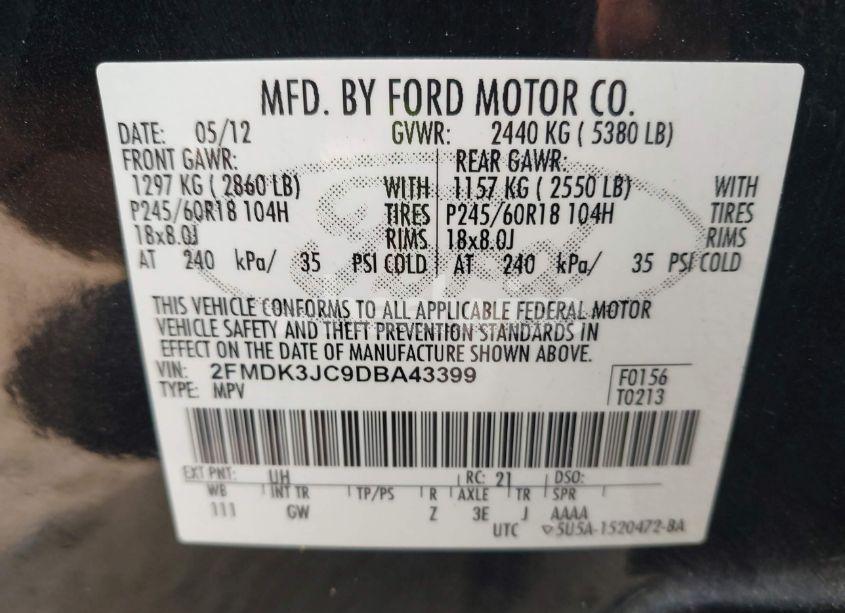 MFD. BY FORD MOTOR CO.
DATE: 05/12 GVWR: 2440 KG ( 5380 LB)
FRONT GAWR: REAR GAWR:
1297 KG ( 2860 LB) WITH 1157 KG ( 2550 LB) WITH
P245/60R18 104H TIRES P245/60R18 104H TIRES
18x8.0J RIMS 18x8.0J RIMS
AT 240 kPa/ 35 PSI COLD AT 240 kPa/ 35 PSI COLD
THIS VEHICLE CONFORMS TO ALL APPLICABLE FEDERAL MOTOR
VEHICLE SAFETY AND THEFT PREVENTION STANDARDS IN
EFFECT ON THE DATE OF MANUFACTURE SHOWN ABOVE.
VIN: 2FMDK3JC9DBA43399 F0156
TYPE: MPV T0213
EXT PNT: UH RC: 21 DSO:
WB INT TR TP/PS R AXLE TR SPR
111 GW Z 3E J AAAA
UTC 5U5A-1520472-BA
Ford